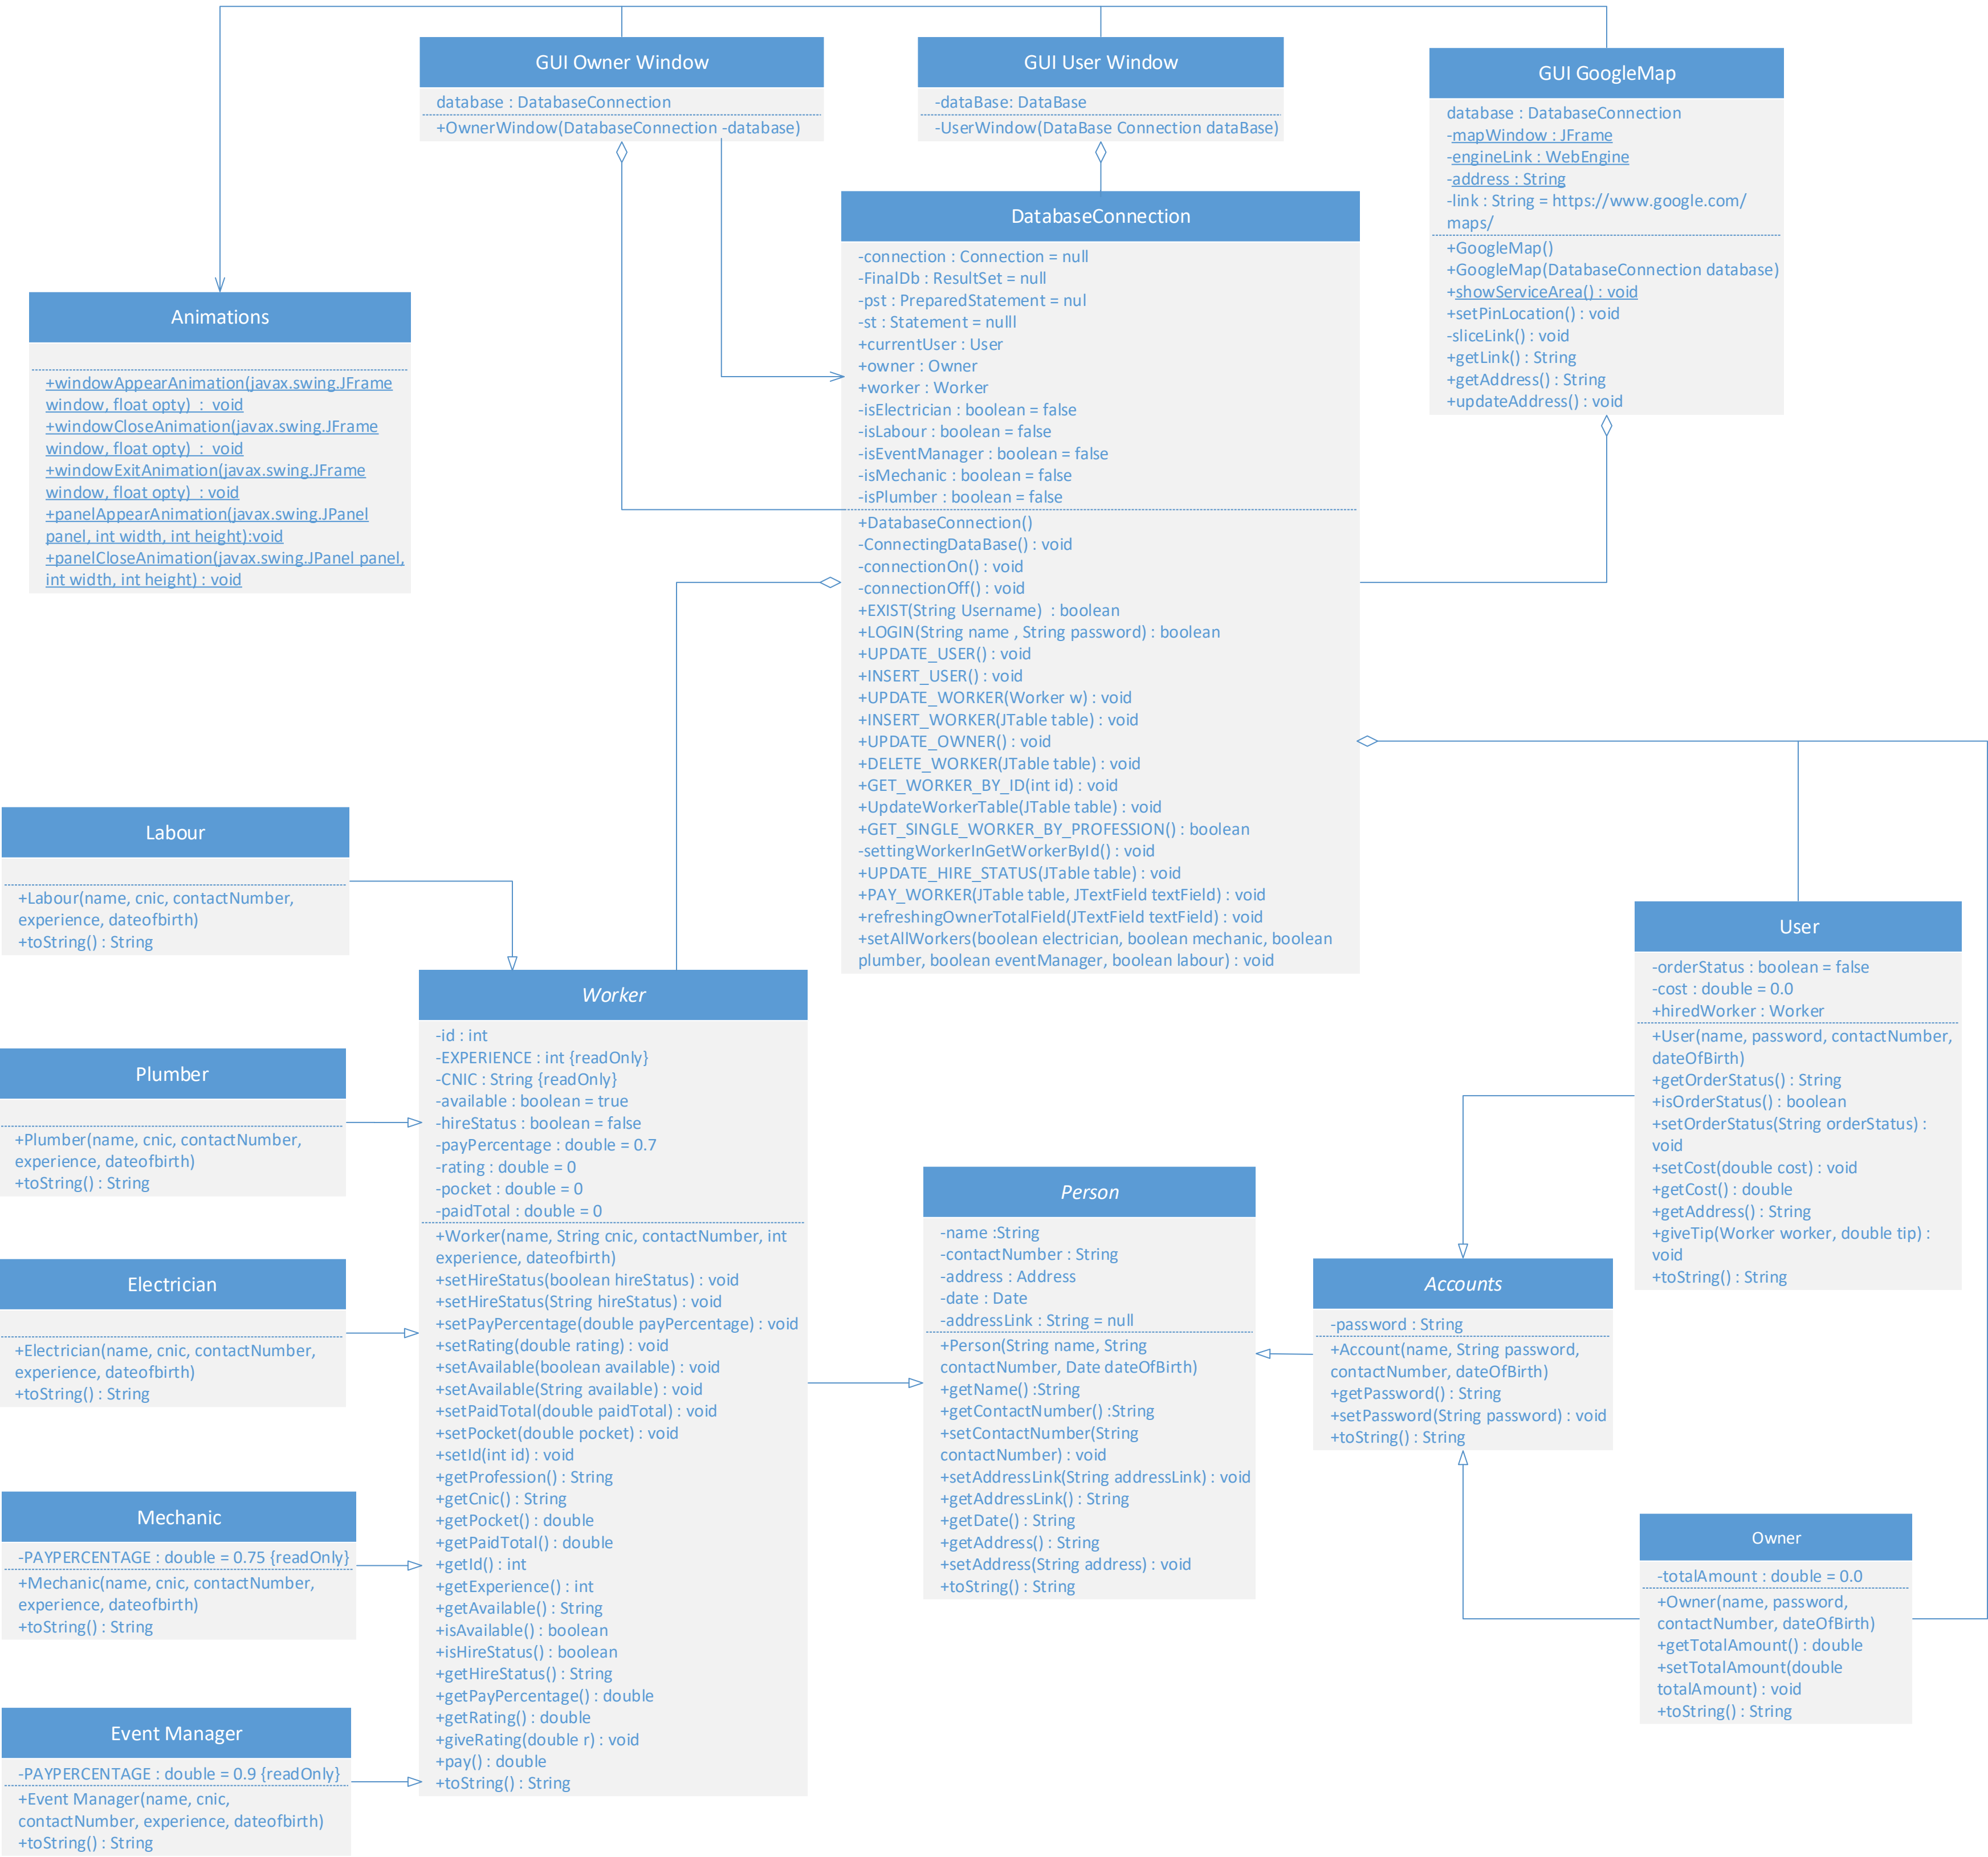 GUI Owner Window
database : DatabaseConnection
+OwnerWindow(DatabaseConnection -database)
GUI User Window
-dataBase: DataBase
-UserWindow(DataBase Connection dataBase)
GUI GoogleMap
database : DatabaseConnection
-mapWindow : JFrame
-engineLink : WebEngine
-address : String
-link : String = https://www.google.com/
maps/
+GoogleMap()
+GoogleMap(DatabaseConnection database)
+showServiceArea() : void
+setPinLocation() : void
-sliceLink() : void
+getLink() : String
+getAddress() : String
+updateAddress() : void
Animations
+windowAppearAnimation(javax.swing.JFrame
window, float opty)  :  void
+windowCloseAnimation(javax.swing.JFrame
window, float opty)  :  void
+windowExitAnimation(javax.swing.JFrame
window, float opty)  : void
+panelAppearAnimation(javax.swing.JPanel
panel, int width, int height):void
+panelCloseAnimation(javax.swing.JPanel panel,
int width, int height) : void
DatabaseConnection
-connection : Connection = null
-FinalDb : ResultSet = null
-pst : PreparedStatement = nul
-st : Statement = nulll
+currentUser : User
+owner : Owner
+worker : Worker
-isElectrician : boolean = false
-isLabour : boolean = false
-isEventManager : boolean = false
-isMechanic : boolean = false
-isPlumber : boolean = false
+DatabaseConnection()
-ConnectingDataBase() : void
-connectionOn() : void
-connectionOff() : void
+EXIST(String Username)  : boolean
+LOGIN(String name , String password) : boolean
+UPDATE_USER() : void
+INSERT_USER() : void
+UPDATE_WORKER(Worker w) : void
+INSERT_WORKER(JTable table) : void
+UPDATE_OWNER() : void
+DELETE_WORKER(JTable table) : void
+GET_WORKER_BY_ID(int id) : void
+UpdateWorkerTable(JTable table) : void
+GET_SINGLE_WORKER_BY_PROFESSION() : boolean
-settingWorkerInGetWorkerById() : void
+UPDATE_HIRE_STATUS(JTable table) : void
+PAY_WORKER(JTable table, JTextField textField) : void
+refreshingOwnerTotalField(JTextField textField) : void
+setAllWorkers(boolean electrician, boolean mechanic, boolean
plumber, boolean eventManager, boolean labour) : void
Labour
+Labour(name, cnic, contactNumber,
experience, dateofbirth)
+toString() : String
Plumber
+Plumber(name, cnic, contactNumber,
experience, dateofbirth)
+toString() : String
Electrician
+Electrician(name, cnic, contactNumber,
experience, dateofbirth)
+toString() : String
Mechanic
-PAYPERCENTAGE : double = 0.75 {readOnly}
+Mechanic(name, cnic, contactNumber,
experience, dateofbirth)
+toString() : String
Event Manager
-PAYPERCENTAGE : double = 0.9 {readOnly}
+Event Manager(name, cnic,
contactNumber, experience, dateofbirth)
+toString() : String
Worker
-id : int
-EXPERIENCE : int {readOnly}
-CNIC : String {readOnly}
-available : boolean = true
-hireStatus : boolean = false
-payPercentage : double = 0.7
-rating : double = 0
-pocket : double = 0
-paidTotal : double = 0
+Worker(name, String cnic, contactNumber, int
experience, dateofbirth)
+setHireStatus(boolean hireStatus) : void
+setHireStatus(String hireStatus) : void
+setPayPercentage(double payPercentage) : void
+setRating(double rating) : void
+setAvailable(boolean available) : void
+setAvailable(String available) : void
+setPaidTotal(double paidTotal) : void
+setPocket(double pocket) : void
+setId(int id) : void
+getProfession() : String
+getCnic() : String
+getPocket() : double
+getPaidTotal() : double
+getId() : int
+getExperience() : int
+getAvailable() : String
+isAvailable() : boolean
+isHireStatus() : boolean
+getHireStatus() : String
+getPayPercentage() : double
+getRating() : double
+giveRating(double r) : void
+pay() : double
+toString() : String
Person
-name :String
-contactNumber : String
-address : Address
-date : Date
-addressLink : String = null
+Person(String name, String
contactNumber, Date dateOfBirth)
+getName() :String
+getContactNumber() :String
+setContactNumber(String
contactNumber) : void
+setAddressLink(String addressLink) : void
+getAddressLink() : String
+getDate() : String
+getAddress() : String
+setAddress(String address) : void
+toString() : String
Accounts
-password : String
+Account(name, String password,
contactNumber, dateOfBirth)
+getPassword() : String
+setPassword(String password) : void
+toString() : String
User
-orderStatus : boolean = false
-cost : double = 0.0
+hiredWorker : Worker
+User(name, password, contactNumber,
dateOfBirth)
+getOrderStatus() : String
+isOrderStatus() : boolean
+setOrderStatus(String orderStatus) :
void
+setCost(double cost) : void
+getCost() : double
+getAddress() : String
+giveTip(Worker worker, double tip) :
void
+toString() : String
Owner
-totalAmount : double = 0.0
+Owner(name, password,
contactNumber, dateOfBirth)
+getTotalAmount() : double
+setTotalAmount(double
totalAmount) : void
+toString() : String